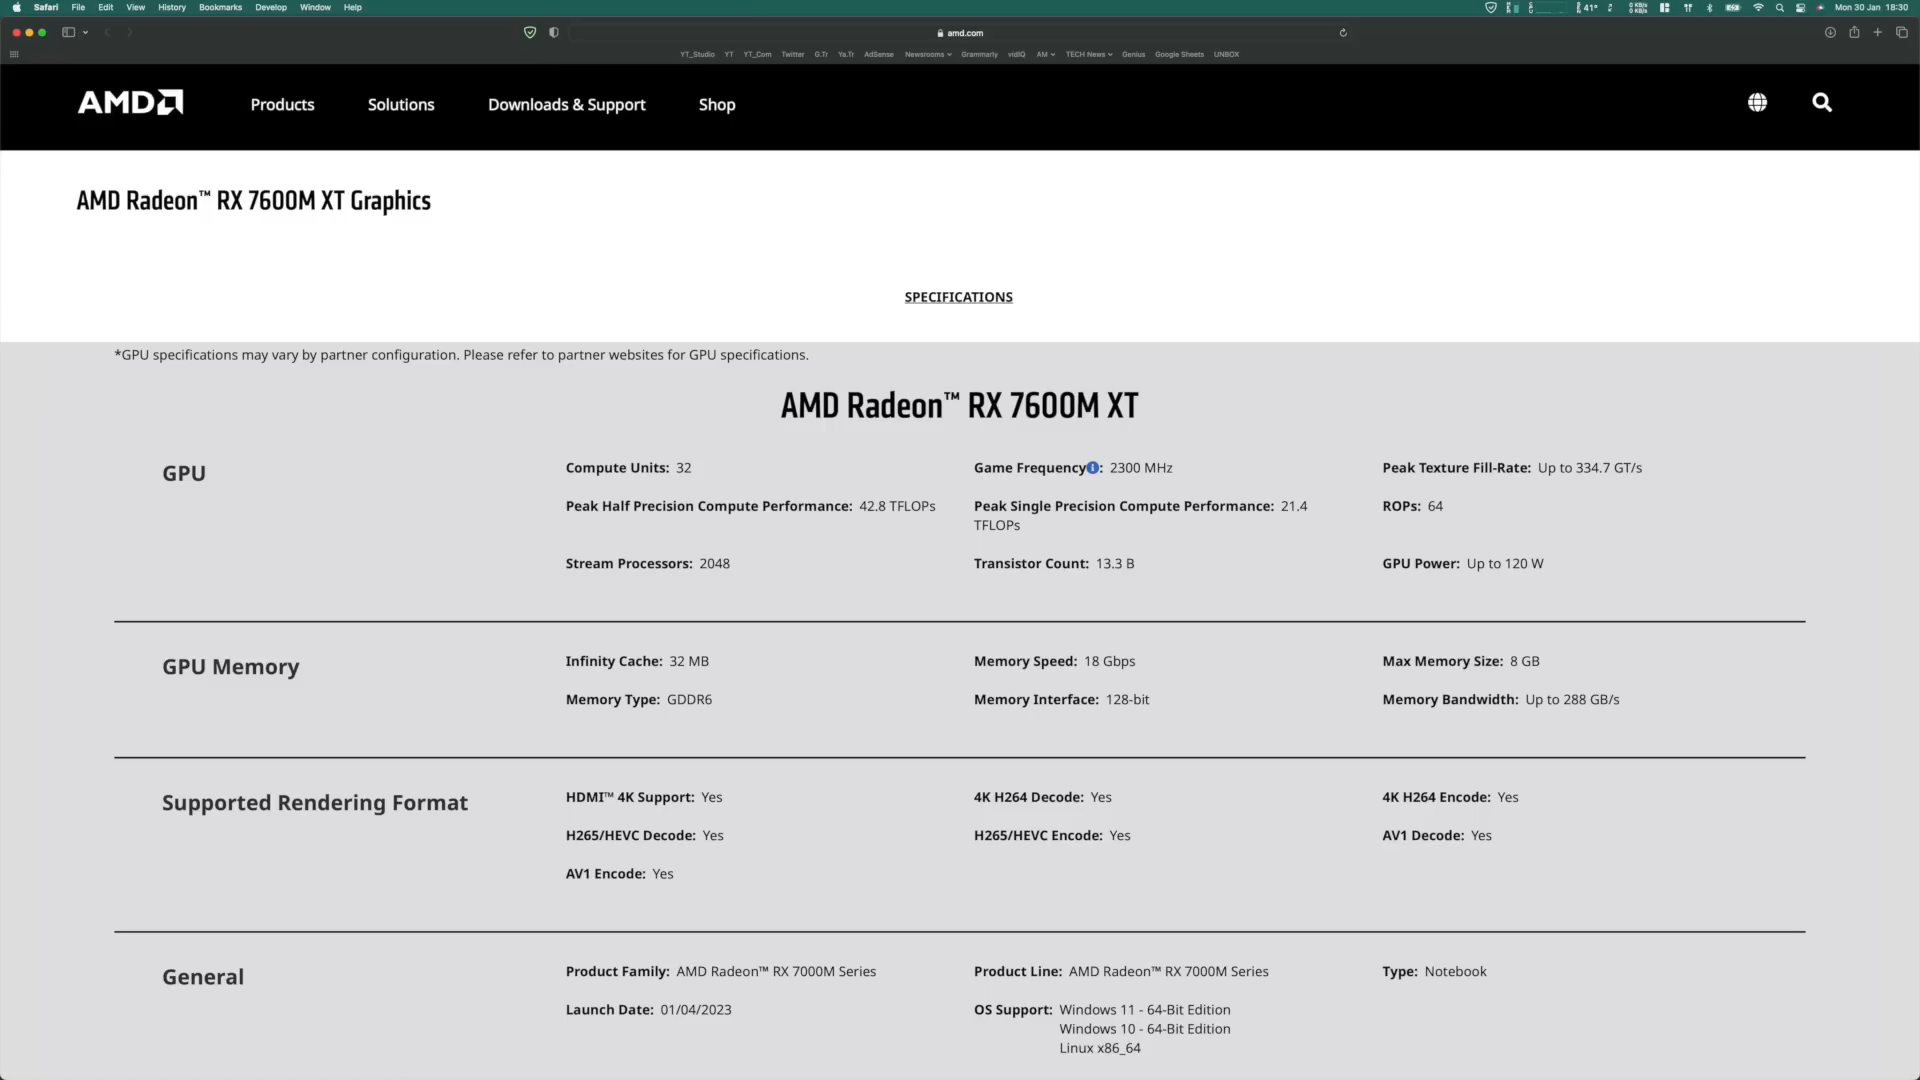 Safari File Edit View History Bookmarks Develop Window Help 41° 0 KB/s 0 KB/s Mon 30 Jan 18:30
amd.com
YT_Studio YT YT_Com Twitter G.Tr Ya.Tr AdSense Newsrooms Grammarly vidIQ AM TECH News Genius Google Sheets UNBOX
AMD Products Solutions Downloads & Support Shop
AMD Radeon™ RX 7600M XT Graphics
SPECIFICATIONS
*GPU specifications may vary by partner configuration. Please refer to partner websites for GPU specifications.
AMD Radeon™ RX 7600M XT
GPU
Compute Units: 32
Game Frequency: 2300 MHz
Peak Texture Fill-Rate: Up to 334.7 GT/s
Peak Half Precision Compute Performance: 42.8 TFLOPs
Peak Single Precision Compute Performance: 21.4
TFLOPs
ROPs: 64
Stream Processors: 2048
Transistor Count: 13.3 B
GPU Power: Up to 120 W
GPU Memory
Infinity Cache: 32 MB
Memory Speed: 18 Gbps
Max Memory Size: 8 GB
Memory Type: GDDR6
Memory Interface: 128-bit
Memory Bandwidth: Up to 288 GB/s
Supported Rendering Format
HDMI™ 4K Support: Yes
4K H264 Decode: Yes
4K H264 Encode: Yes
H265/HEVC Decode: Yes
H265/HEVC Encode: Yes
AV1 Decode: Yes
AV1 Encode: Yes
General
Product Family: AMD Radeon™ RX 7000M Series
Product Line: AMD Radeon™ RX 7000M Series
Type: Notebook
Launch Date: 01/04/2023
OS Support: Windows 11 - 64-Bit Edition
Windows 10 - 64-Bit Edition
Linux x86_64